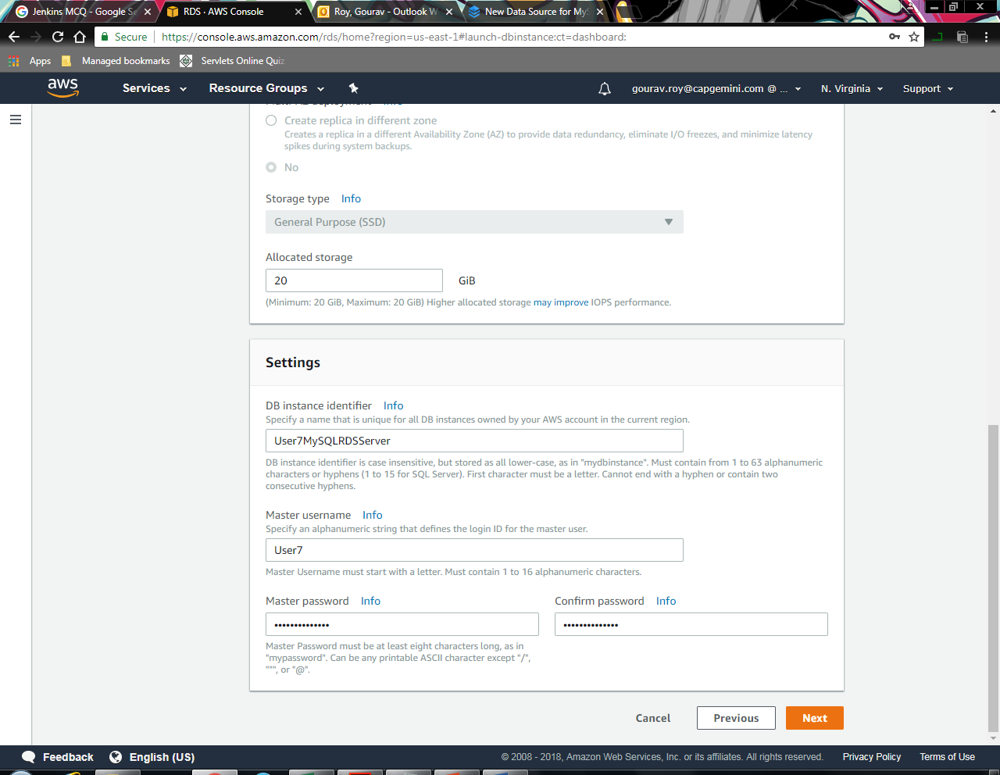 Jenkins MCQ - Google Se
RDS · AWS Console
Roy, Gourav - Outlook W
New Data Source for MyS
Secure
https://console.aws.amazon.com/rds/home?region=us-east-1#launch-dbinstance:ct=dashboard:
Apps
Managed bookmarks
Servlets Online Quiz
aws
Services
Resource Groups
gourav.roy@capgemini.com @ ...
N. Virginia
Support
Create replica in different zone
Creates a replica in a different Availability Zone (AZ) to provide data redundancy, eliminate I/O freezes, and minimize latency
spikes during system backups.
No
Storage type Info
General Purpose (SSD)
Allocated storage
20 GiB
(Minimum: 20 GiB, Maximum: 20 GiB) Higher allocated storage may improve IOPS performance.
Settings
DB instance identifier Info
Specify a name that is unique for all DB instances owned by your AWS account in the current region.
User7MySQLRDSServer
DB instance identifier is case insensitive, but stored as all lower-case, as in "mydbinstance". Must contain from 1 to 63 alphanumeric
characters or hyphens (1 to 15 for SQL Server). First character must be a letter. Cannot end with a hyphen or contain two
consecutive hyphens.
Master username Info
Specify an alphanumeric string that defines the login ID for the master user.
User7
Master Username must start with a letter. Must contain 1 to 16 alphanumeric characters.
Master password Info
Confirm password Info
••••••••••••••
••••••••••••••
Master Password must be at least eight characters long, as in
"mypassword". Can be any printable ASCII character except "/",
""", or "@".
Cancel
Previous
Next
Feedback
English (US)
© 2008 - 2018, Amazon Web Services, Inc. or its affiliates. All rights reserved.
Privacy Policy
Terms of Use